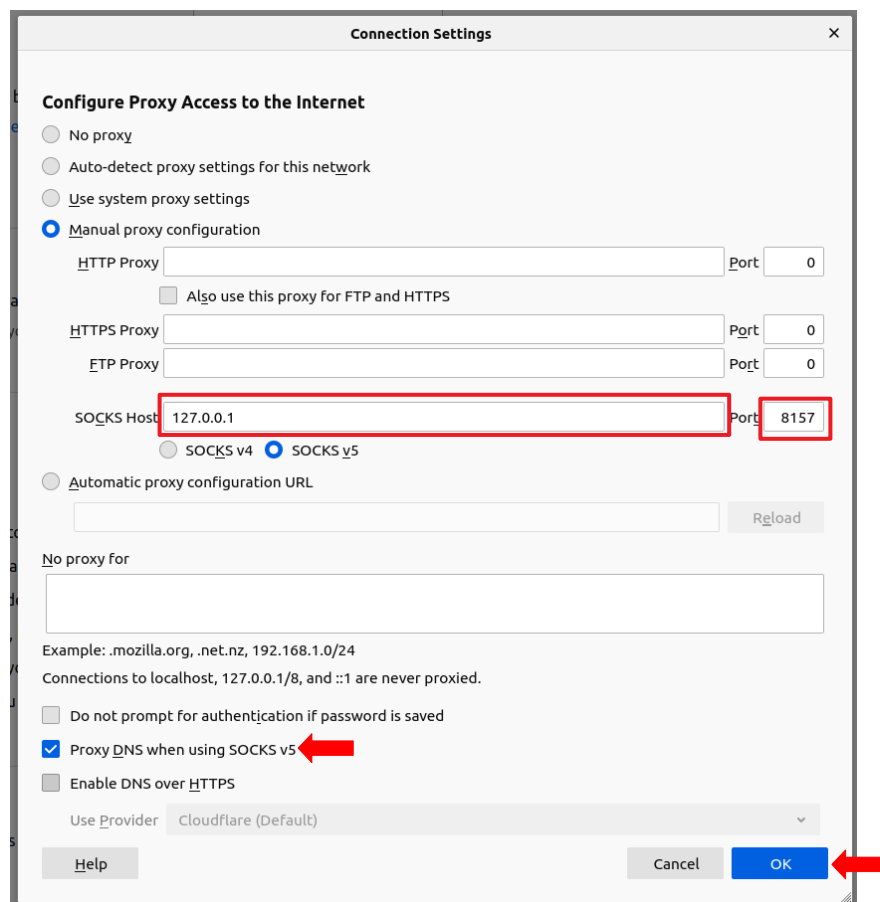 Connection Settings ×
Configure Proxy Access to the Internet
No proxy
Auto-detect proxy settings for this network
Use system proxy settings
Manual proxy configuration
HTTP Proxy Port 0
Also use this proxy for FTP and HTTPS
HTTPS Proxy Port 0
FTP Proxy Port 0
SOCKS Host 127.0.0.1 Port 8157
SOCKS v4 SOCKS v5
Automatic proxy configuration URL
Reload
No proxy for
Example: .mozilla.org, .net.nz, 192.168.1.0/24
Connections to localhost, 127.0.0.1/8, and ::1 are never proxied.
Do not prompt for authentication if password is saved
Proxy DNS when using SOCKS v5
Enable DNS over HTTPS
Use Provider Cloudflare (Default)
Help Cancel OK